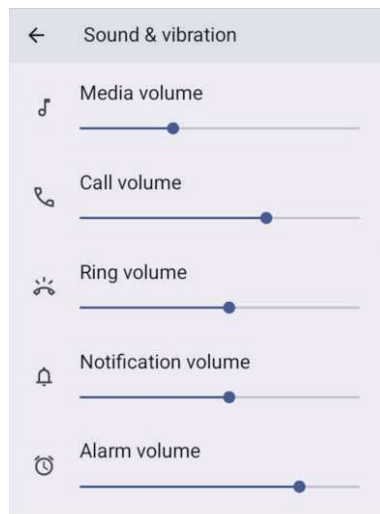 Sound & vibration
Media volume
Call volume
Ring volume
Notification volume
Alarm volume